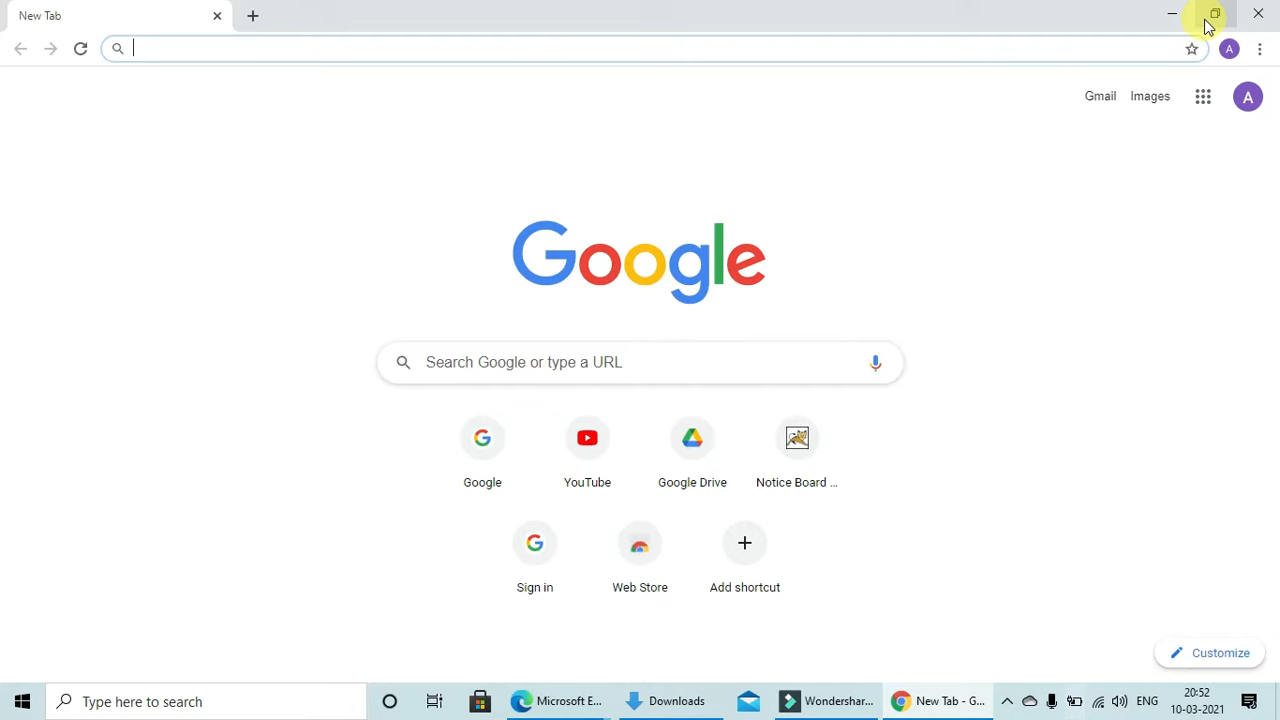 New Tab
A
Gmail Images A
Google
Search Google or type a URL
Google YouTube Google Drive Notice Board ...
Sign in Web Store Add shortcut
Customize
Type here to search
Microsoft E...
Downloads
Wondershar...
New Tab - G...
ENG
20:52
10-03-2021